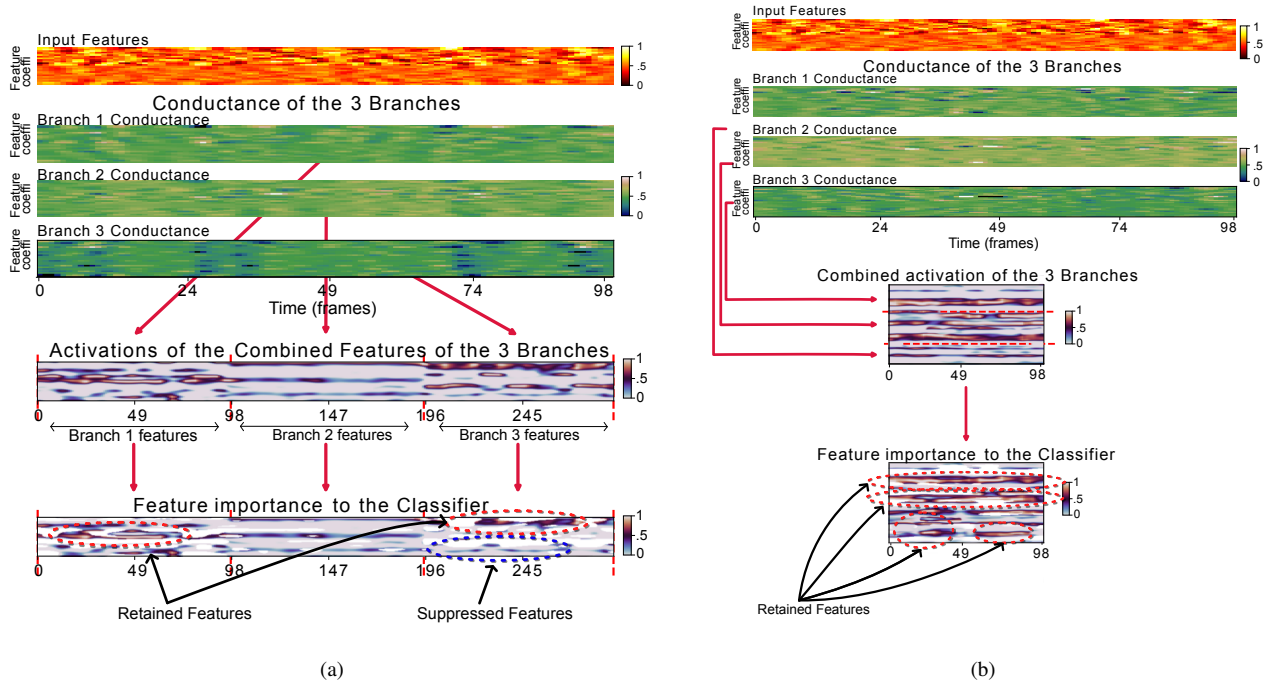 Input Features
Feature
coeffi
1
.5
0
Conductance of the 3 Branches
Branch 1 Conductance
Feature
coeffi
1
.5
0
Branch 2 Conductance
Feature
coeffi
1
.5
0
Branch 3 Conductance
Feature
coeffi
1
.5
0
0 24 49 74 98
Time (frames)
Activations of the Combined Features of the 3 Branches
1
.5
0
0 49 98 147 196 245
Branch 1 features Branch 2 features Branch 3 features
Feature importance to the Classifier
1
.5
0
0 49 98 147 196 245
Retained Features Suppressed Features
(a)
Input Features
Feature
coeffi
1
.5
0
Conductance of the 3 Branches
Branch 1 Conductance
Feature
coeffi
Branch 2 Conductance
Feature
coeffi
1
.5
0
Branch 3 Conductance
Feature
coeffi
0 24 49 74 98
Time (frames)
Combined activation of the 3 Branches
1
.5
0
0 49 98
Feature importance to the Classifier
1
.5
0
0 49 98
Retained Features
(b)